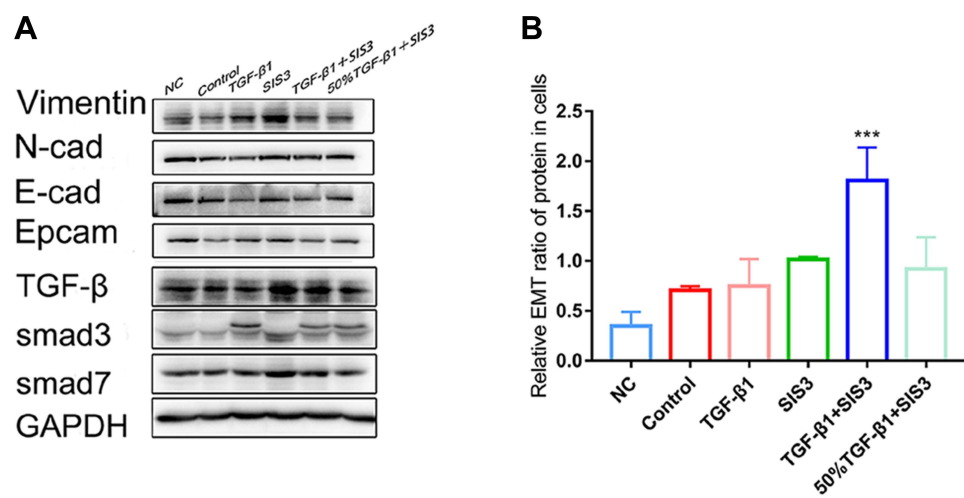 A
NC Control TGF-β1 SIS3 TGF-β1+SIS3 50%TGF-β1+SIS3
Vimentin
N-cad
E-cad
Epcam
TGF-β
smad3
smad7
GAPDH
B
Relative EMT ratio of protein in cells
2.5
2.0
1.5
1.0
0.5
0.0
***
NC Control TGF-β1 SIS3 TGF-β1+SIS3 50%TGF-β1+SIS3